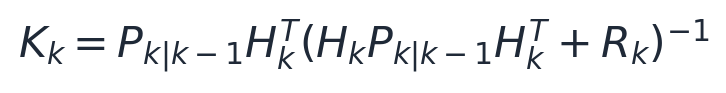 $K_k = P_{k|k-1} H_k^T (H_k P_{k|k-1} H_k^T + R_k)^{-1}$